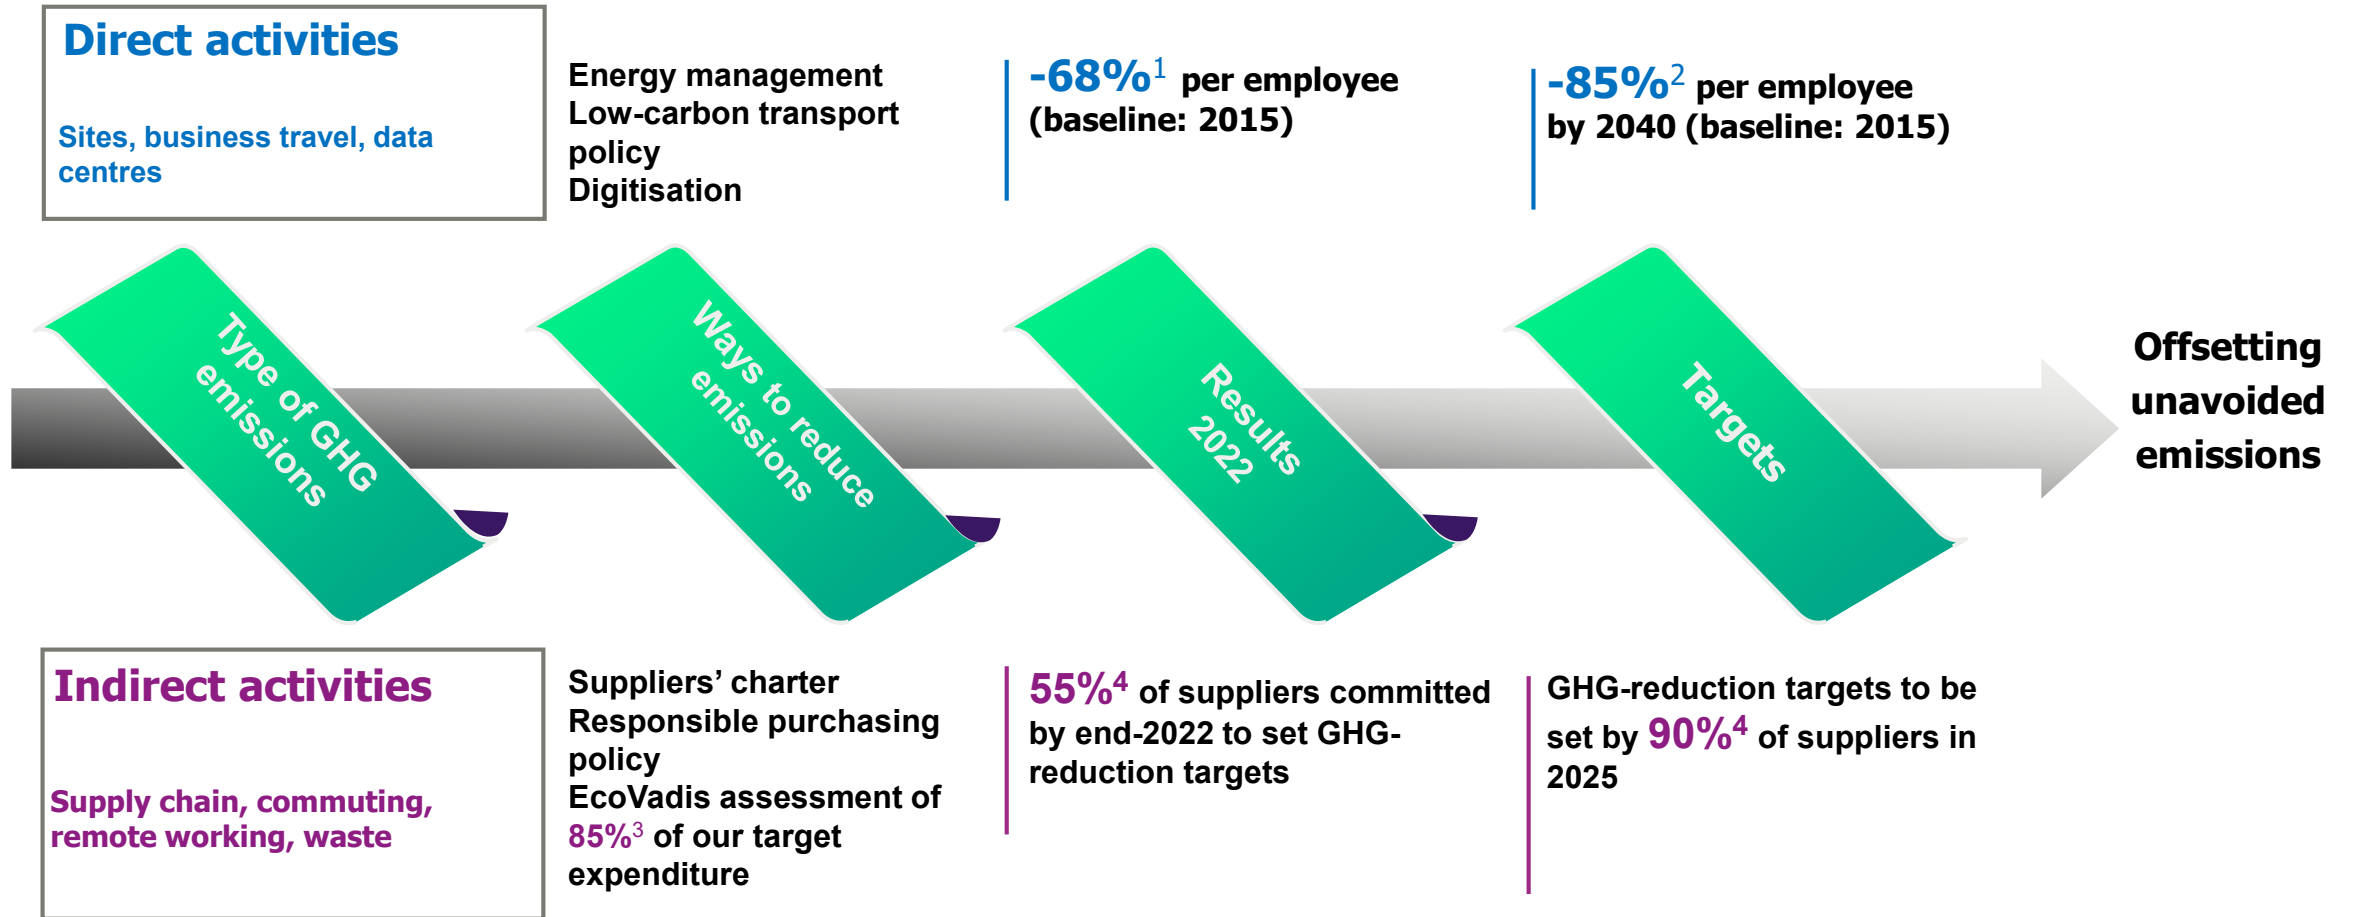 Direct activities
Sites, business travel, data
centres
Energy management
Low-carbon transport
policy
Digitisation
-68%¹ per employee
(baseline: 2015)
-85%² per employee
by 2040 (baseline: 2015)
Type of GHG
emissions
Ways to reduce
emissions
Results
2022
Targets
Offsetting
unavoided
emissions
Indirect activities
Supply chain, commuting,
remote working, waste
Suppliers’ charter
Responsible purchasing
policy
EcoVadis assessment of
85%³ of our target
expenditure
55%⁴ of suppliers committed
by end-2022 to set GHG-
reduction targets
GHG-reduction targets to be
set by 90%⁴ of suppliers in
2025